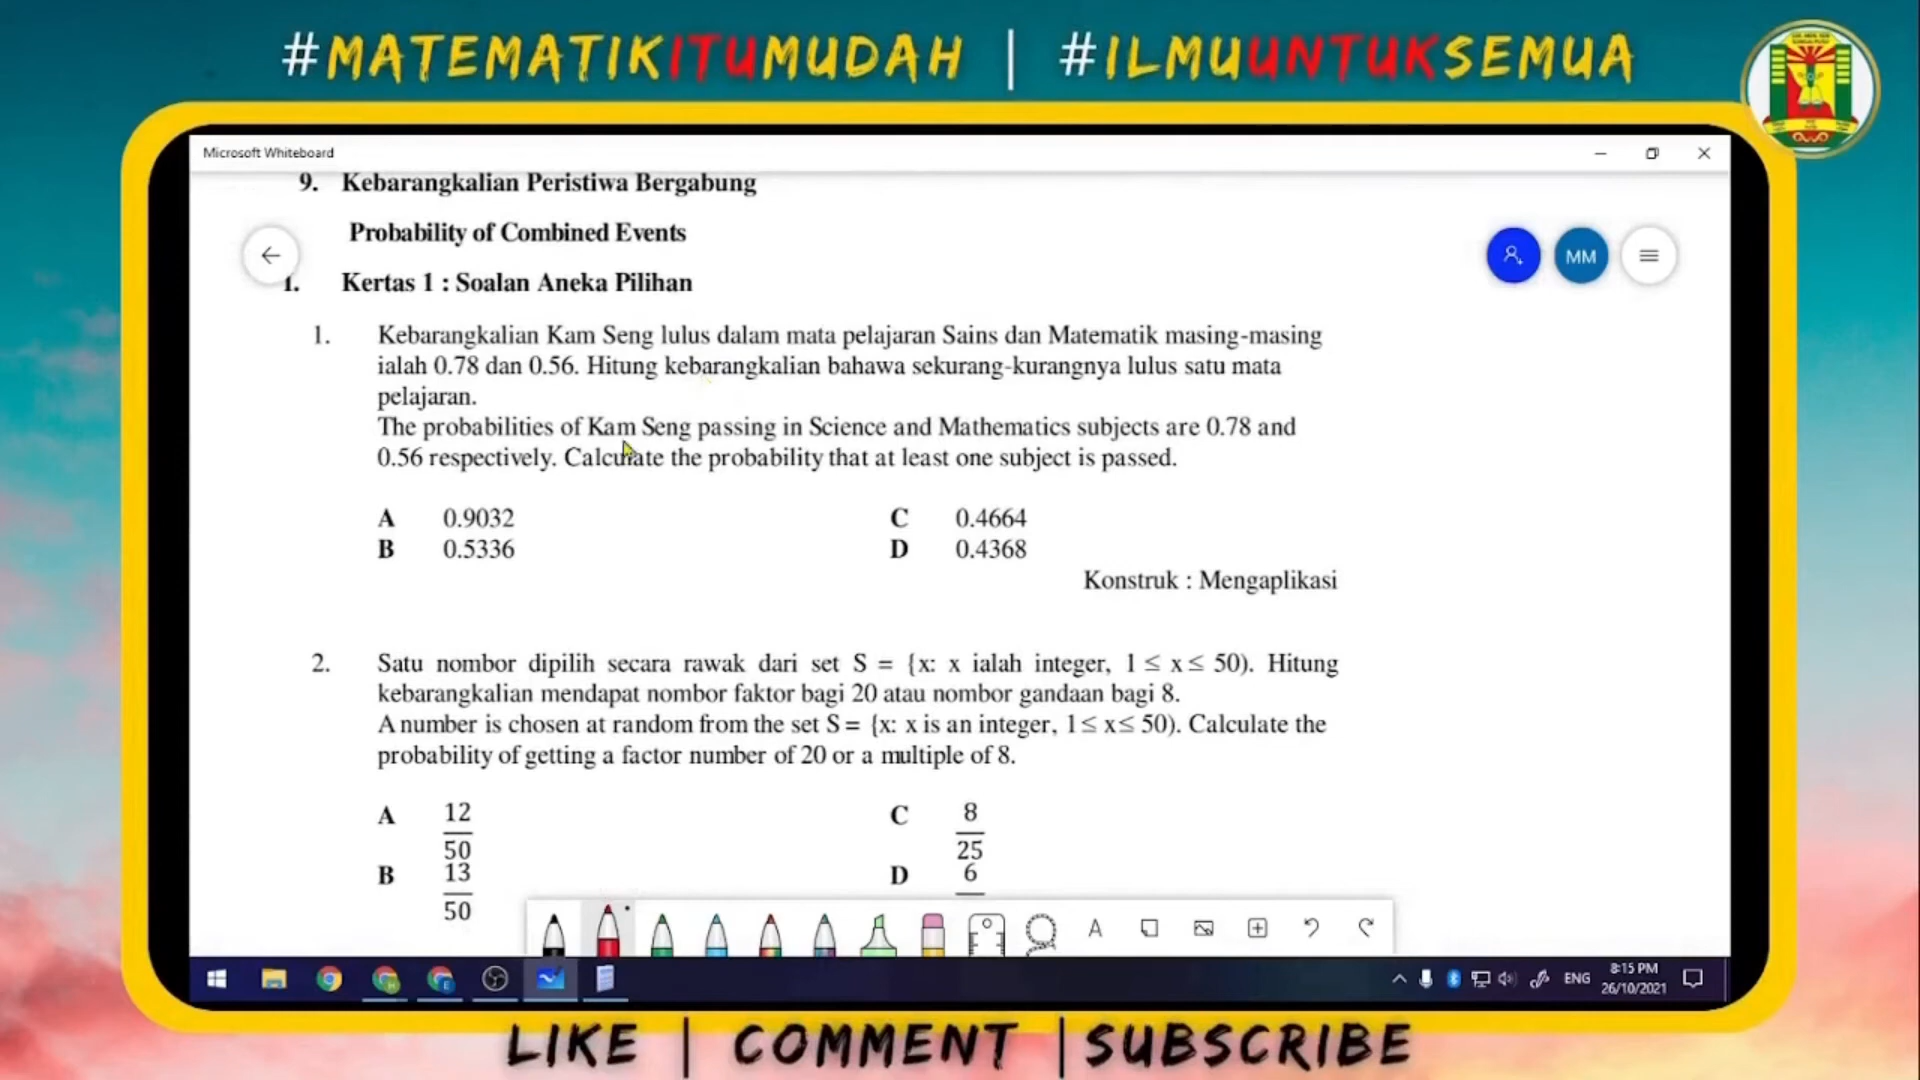 #MATEMATIKITUMUDAH | #ILMUUNTUKSEMUA
Microsoft Whiteboard
9. Kebarangkalian Peristiwa Bergabung
Probability of Combined Events
1. Kertas 1 : Soalan Aneka Pilihan
MM
1. Kebarangkalian Kam Seng lulus dalam mata pelajaran Sains dan Matematik masing-masing
ialah 0.78 dan 0.56. Hitung kebarangkalian bahawa sekurang-kurangnya lulus satu mata
pelajaran.
The probabilities of Kam Seng passing in Science and Mathematics subjects are 0.78 and
0.56 respectively. Calculate the probability that at least one subject is passed.
A 0.9032 C 0.4664
B 0.5336 D 0.4368
Konstruk : Mengaplikasi
2. Satu nombor dipilih secara rawak dari set S = {x: x ialah integer, 1 ≤ x ≤ 50). Hitung
kebarangkalian mendapat nombor faktor bagi 20 atau nombor gandaan bagi 8.
A number is chosen at random from the set S = {x: x is an integer, 1 ≤ x ≤ 50). Calculate the
probability of getting a factor number of 20 or a multiple of 8.
A 12/50 C 8/25
B 13/50 D 6
A
ENG
8:15 PM
26/10/2021
LIKE | COMMENT | SUBSCRIBE